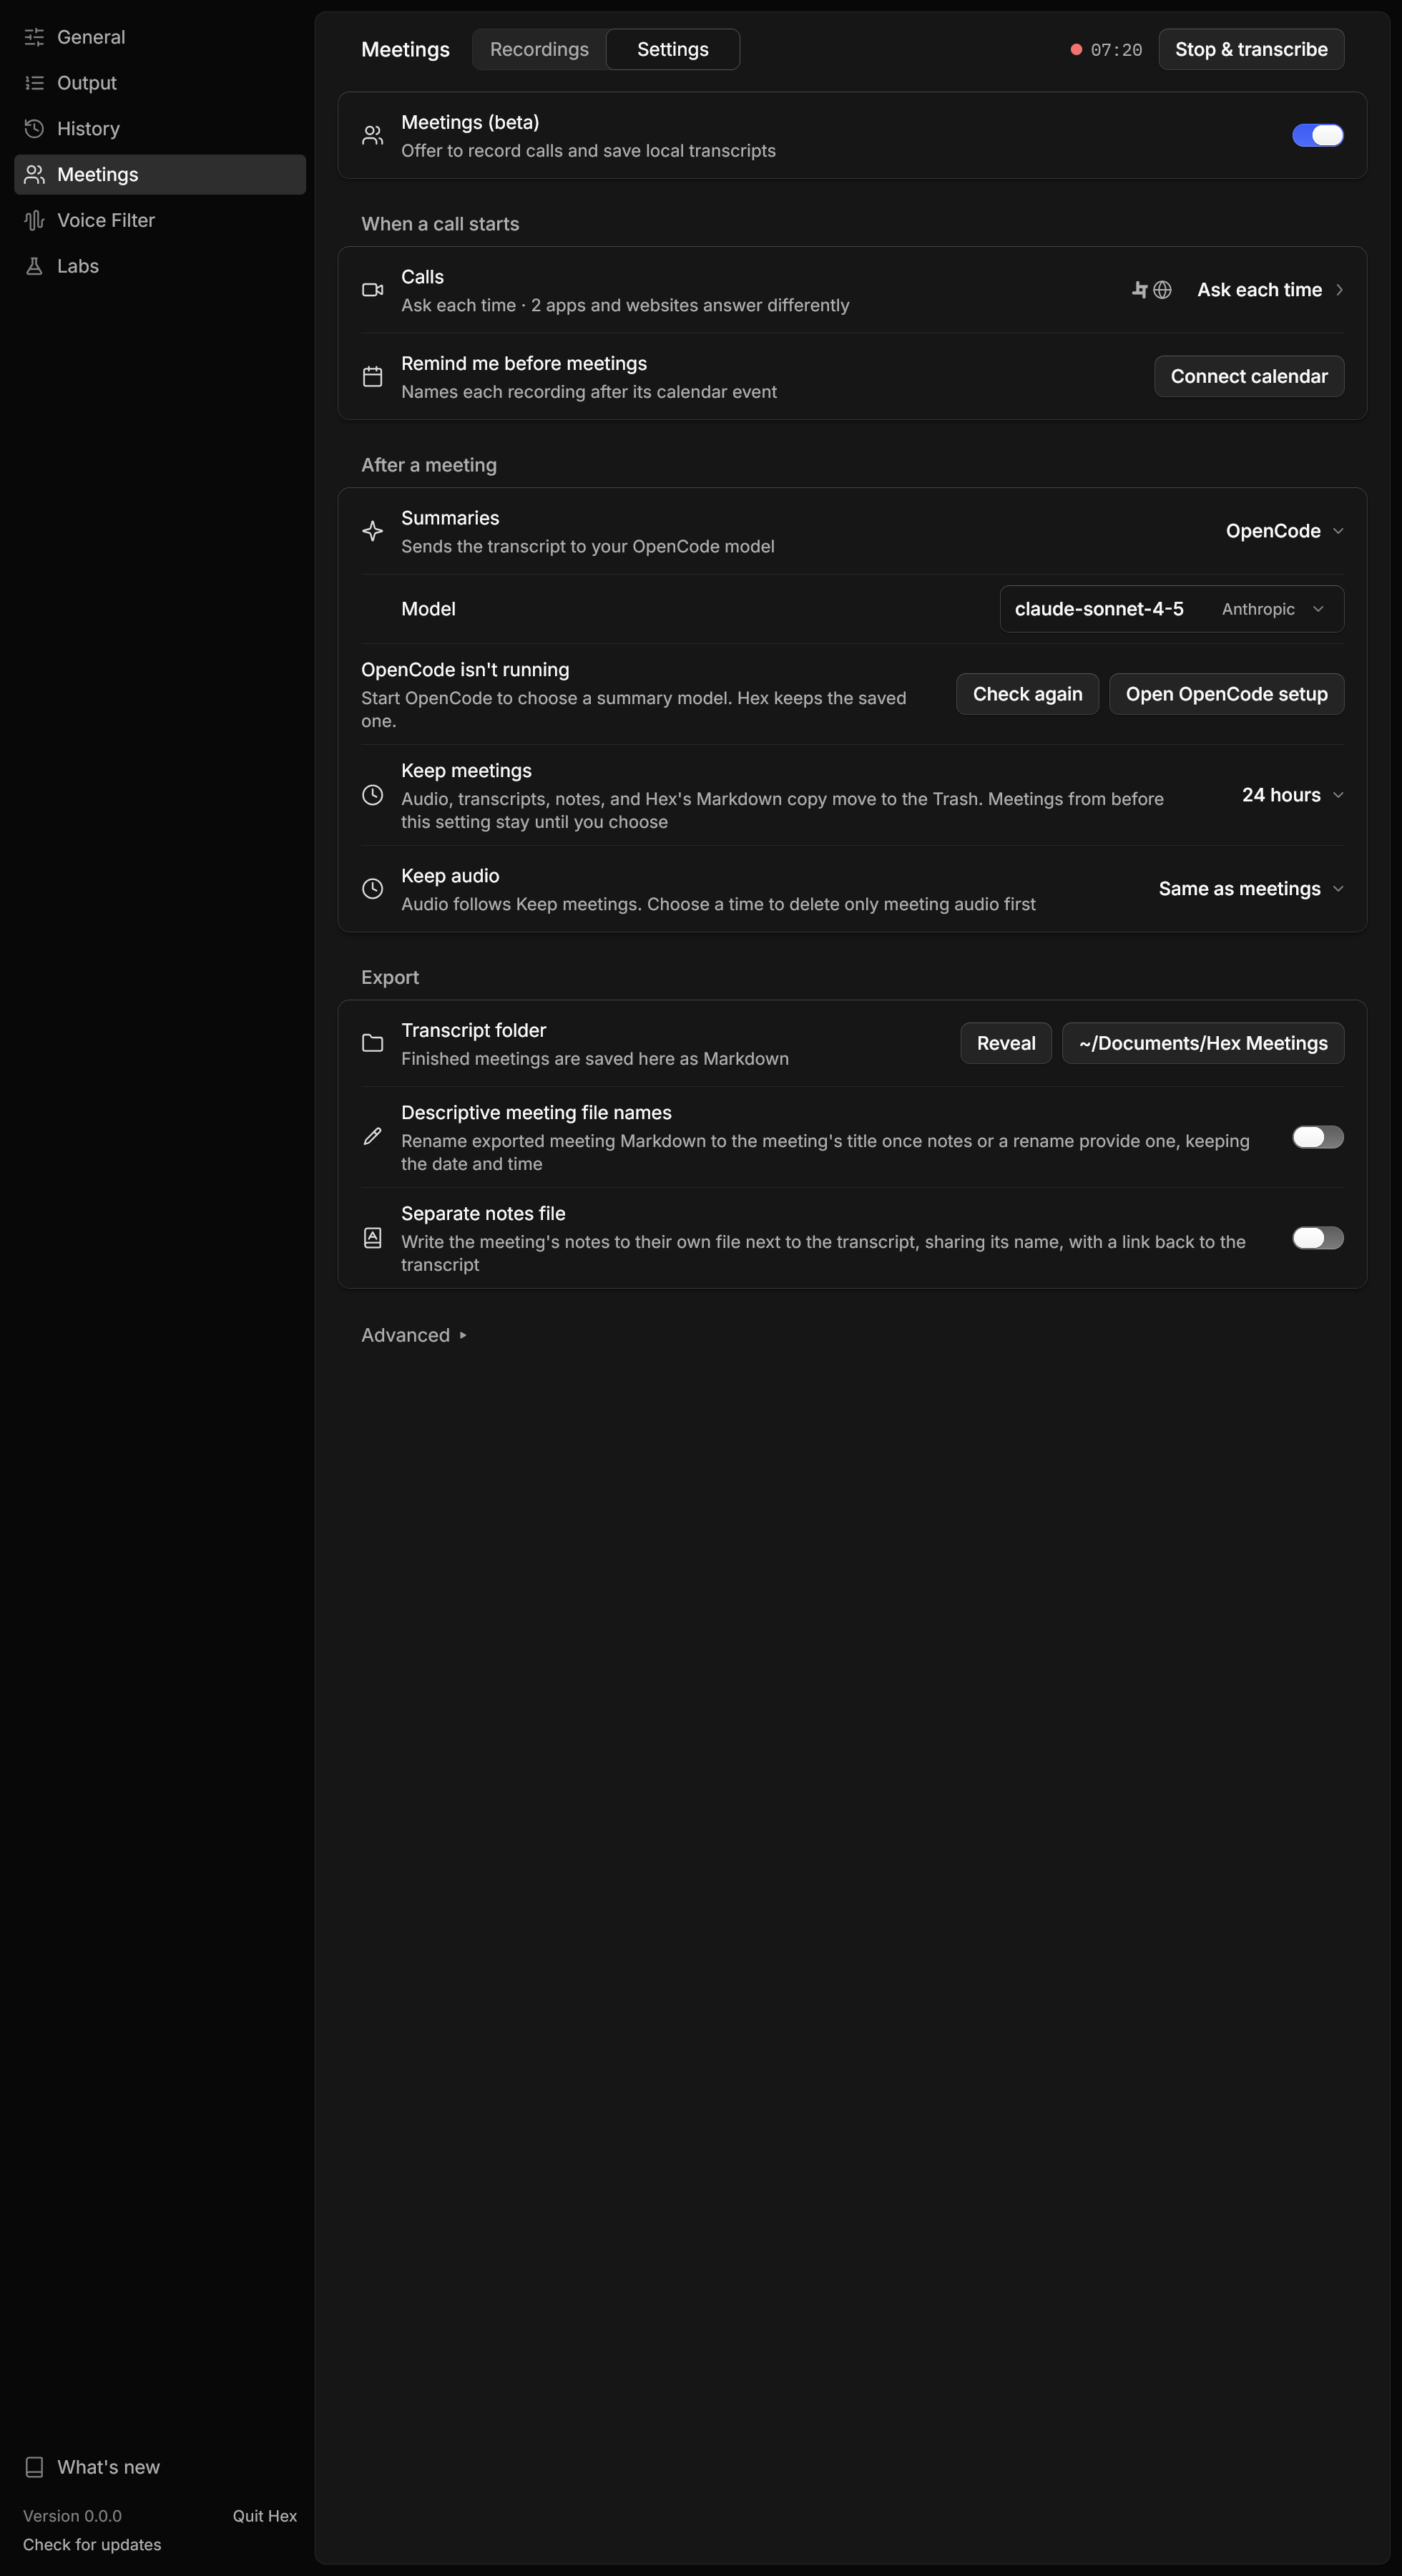 General
Output
History
Meetings
Voice Filter
Labs
Meetings
Recordings
Settings
07:20
Stop & transcribe
Meetings (beta)
Offer to record calls and save local transcripts
When a call starts
Calls
Ask each time · 2 apps and websites answer differently
Ask each time
Remind me before meetings
Names each recording after its calendar event
Connect calendar
After a meeting
Summaries
Sends the transcript to your OpenCode model
OpenCode
Model
claude-sonnet-4-5
Anthropic
OpenCode isn't running
Start OpenCode to choose a summary model. Hex keeps the saved
one.
Check again
Open OpenCode setup
Keep meetings
Audio, transcripts, notes, and Hex's Markdown copy move to the Trash. Meetings from before
this setting stay until you choose
24 hours
Keep audio
Audio follows Keep meetings. Choose a time to delete only meeting audio first
Same as meetings
Export
Transcript folder
Finished meetings are saved here as Markdown
Reveal
~/Documents/Hex Meetings
Descriptive meeting file names
Rename exported meeting Markdown to the meeting's title once notes or a rename provide one, keeping
the date and time
Separate notes file
Write the meeting's notes to their own file next to the transcript, sharing its name, with a link back to the
transcript
Advanced
What's new
Version 0.0.0
Quit Hex
Check for updates